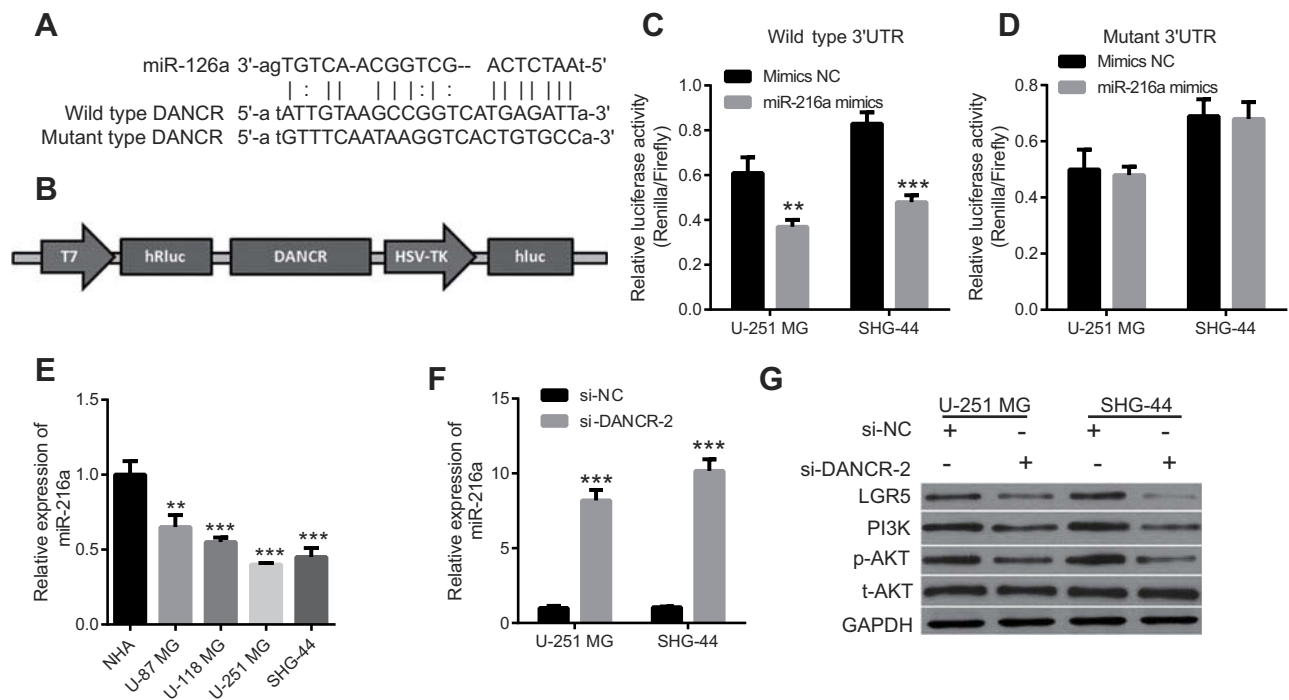 A
miR-126a 3'-agTGTCA-ACGGTCG-- ACTCTAAt-5'
| : | | | | | | : | | | | | | | |
Wild type DANCR 5'-a tATTGTAAGCCGGTCATGAGATTa-3'
Mutant type DANCR 5'-a tGTTTCAATAAGGTCACTGTGCCa-3'
B
T7 hRluc DANCR HSV-TK hluc
C
Wild type 3'UTR
Relative luciferase activity
(Renilla/Firefly)
1.0
0.8
0.6
0.4
0.2
0.0
Mimics NC
miR-216a mimics
**
***
U-251 MG SHG-44
D
Mutant 3'UTR
Relative luciferase activity
(Renilla/Firefly)
0.8
0.6
0.4
0.2
0.0
Mimics NC
miR-216a mimics
U-251 MG SHG-44
E
Relative expression of
miR-216a
1.5
1.0
0.5
0.0
**
***
***
***
NHA
U-87 MG
U-118 MG
U-251 MG
SHG-44
F
Relative expression of
miR-216a
15
10
5
0
si-NC
si-DANCR-2
***
***
U-251 MG SHG-44
G
U-251 MG SHG-44
si-NC + - + -
si-DANCR-2 - + - +
LGR5
PI3K
p-AKT
t-AKT
GAPDH